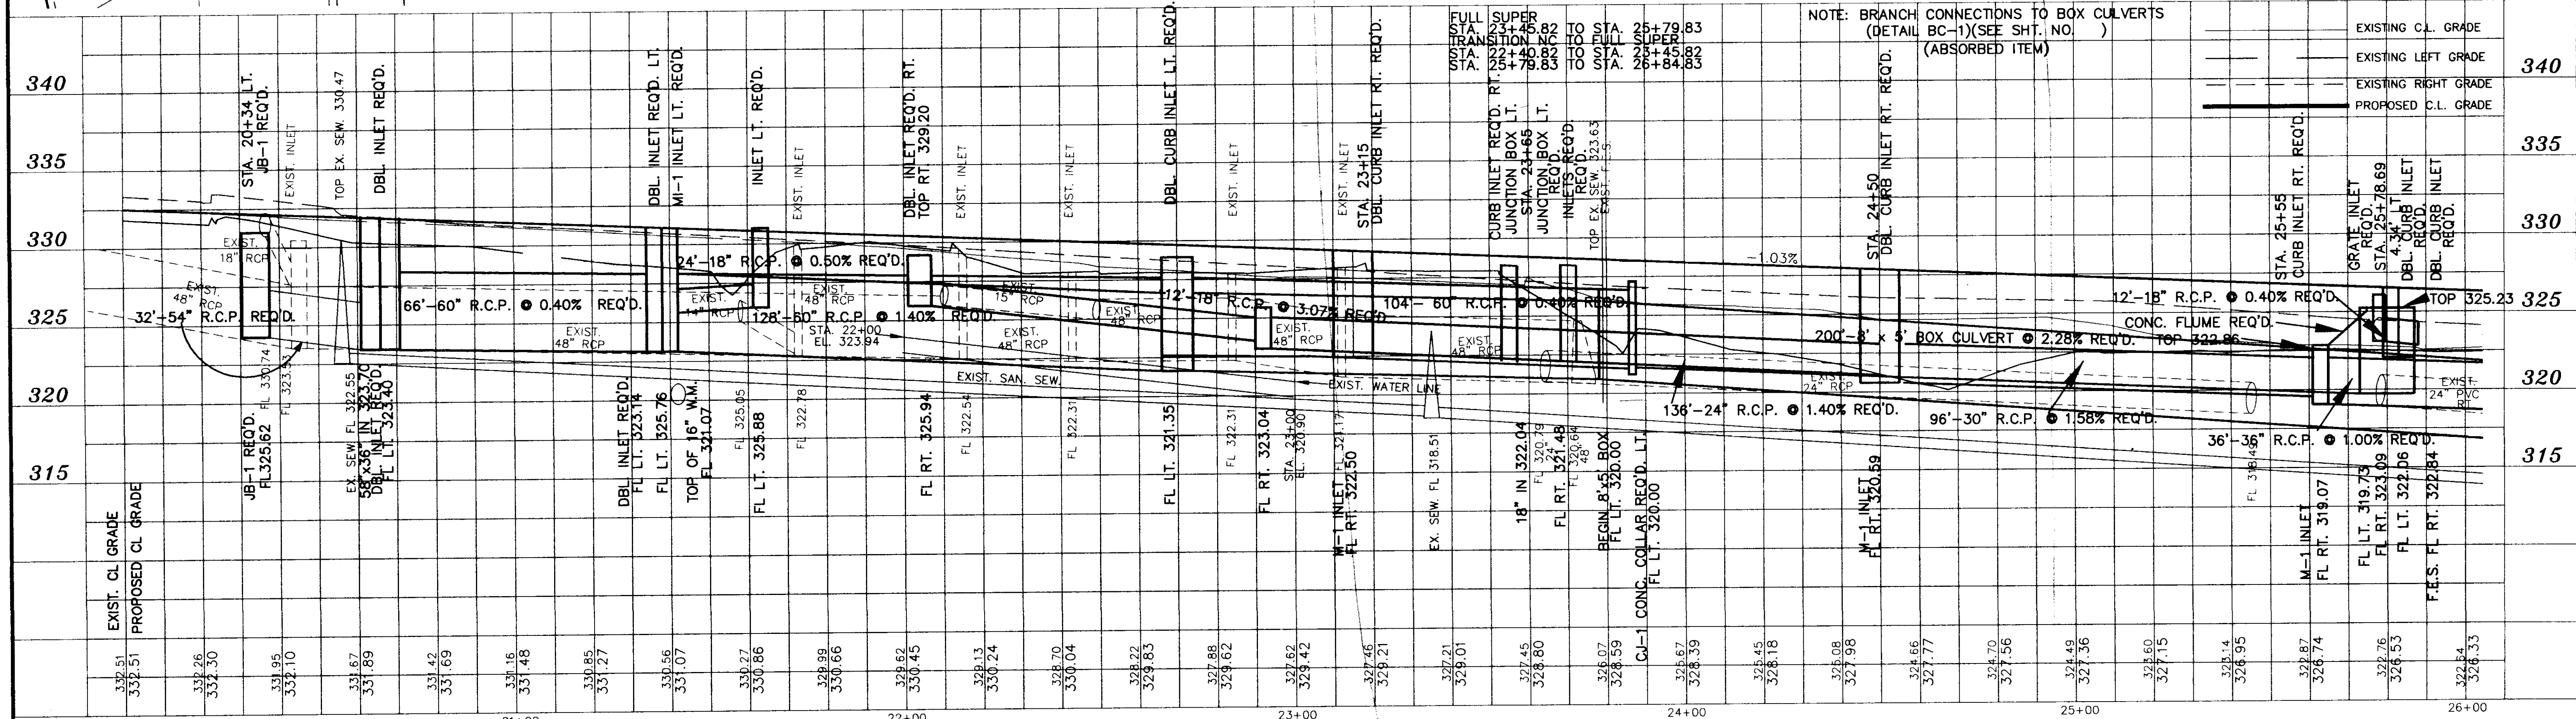 FULL SUPER
STA. 23+45.82 TO STA. 25+79.83
TRANSITION NC TO FULL SUPER
STA. 22+40.82 TO STA. 23+45.82
STA. 25+79.83 TO STA. 26+84.83
NOTE: BRANCH CONNECTIONS TO BOX CULVERTS
(DETAIL BC-1)(SEE SHT. NO. )
(ABSORBED ITEM)
EXISTING C.L. GRADE
EXISTING LEFT GRADE
EXISTING RIGHT GRADE
PROPOSED C.L. GRADE
340
335
330
325
320
315
340
335
330
325
320
315
STA. 20+34 LT.
JB-1 REQ'D.
EXIST. INLET
TOP EX. SEW. 330.47
DBL. INLET REQ'D.
DBL. INLET REQ'D. LT.
MI-1 INLET LT. REQ'D.
INLET LT. REQ'D.
EXIST. INLET
DBL. INLET REQ'D. RT.
TOP RT. 329.20
EXIST. INLET
EXIST. INLET
DBL. CURB INLET LT. REQ'D.
EXIST. INLET
EXIST. INLET
STA. 23+15
DBL. CURB INLET RT. REQ'D.
CURB INLET REQ'D. RT.
JUNCTION BOX LT.
STA. 23+65
JUNCTION BOX LT.
REQ'D.
INLETS REQ'D.
REQ'D.
TOP EX. SEW. 323.63
EXIST. F.E.S.
STA. 24+50
DBL. CURB INLET RT. REQ'D.
STA. 25+55
CURB INLET RT. REQ'D.
GRATE INLET
REQ'D.
STA. 25+78.69
4.34' LT.
DBL. CURB INLET
REQ'D.
DBL. CURB INLET
REQ'D.
EXIST.
18" RCP
EXIST.
48" RCP
32'-54" R.C.P. REQ'D.
66'-60" R.C.P. @ 0.40% REQ'D.
EXIST.
48" RCP
24'-18" R.C.P. @ 0.50% REQ'D.
EXIST.
14" RCP
EXIST.
48" RCP
128'-60" R.C.P. @ 1.40% REQ'D.
STA. 22+00
EL. 323.94
EXIST.
15" RCP
EXIST.
48" RCP
EXIST.
48" RCP
112'-18" R.C.P. @ 3.07% REQ'D.
EXIST.
48" RCP
104'- 60" R.C.P. @ 0.40% REQ'D.
EXIST.
48" RCP
-1.03%
200'-8' x 5' BOX CULVERT @ 2.28% REQ'D.
TOP 322.86
12'-18" R.C.P. @ 0.40% REQ'D.
CONC. FLUME REQ'D.
TOP 325.23
EXIST. SAN. SEW.
EXIST. WATER LINE
EXIST.
24" RCP
136'-24" R.C.P. @ 1.40% REQ'D.
96'-30" R.C.P. @ 1.58% REQ'D.
36'-36" R.C.P. @ 1.00% REQ'D.
EXIST.
24" PVC
RT.
EXIST. CL GRADE
PROPOSED CL GRADE
JB-1 REQ'D.
FL325.62
FL 330.74
FL 323.53
EX. SEW. FL 322.55
58"x36" IN 323.70
DBL. INLET REQ'D.
FL LT. 323.40
DBL. INLET REQ'D.
FL LT. 323.14
FL LT. 325.76
TOP OF 16" W.M.
FL 321.07
FL 325.05
FL LT. 325.88
FL 322.78
FL RT. 325.94
FL 322.54
FL 322.31
FL LT. 321.35
FL 322.31
FL RT. 323.04
STA. 23+00
EL. 320.90
M-1 INLET
FL 321.17
FL RT. 322.50
EX. SEW. FL 318.51
18" IN 322.04
FL 320.79
24"
FL RT. 321.48
FL 320.64
48"
BEGIN 8'x5' BOX
FL LT. 320.00
CJ-1 CONC. COLLAR REQ'D. LT.
FL LT. 320.00
M-1 INLET
FL RT. 320.59
FL 318.49
M-1 INLET
FL RT. 319.07
FL LT. 319.73
FL RT. 323.09
FL LT. 322.06
F.E.S. FL RT. 322.84
332.51
332.51
332.26
332.30
331.95
332.10
331.67
331.89
331.42
331.69
330.16
331.48
330.85
331.27
330.56
331.07
330.27
330.86
329.99
330.66
329.62
330.45
329.13
330.24
328.70
330.04
328.22
329.83
327.88
329.62
327.62
329.42
327.46
329.21
327.21
329.01
327.45
328.80
326.07
328.59
325.67
328.39
325.45
328.18
325.08
327.98
324.66
327.77
324.70
327.56
324.49
327.36
323.60
327.15
323.14
326.95
322.87
326.74
322.76
326.53
322.54
326.33
21+00
22+00
23+00
24+00
25+00
26+00